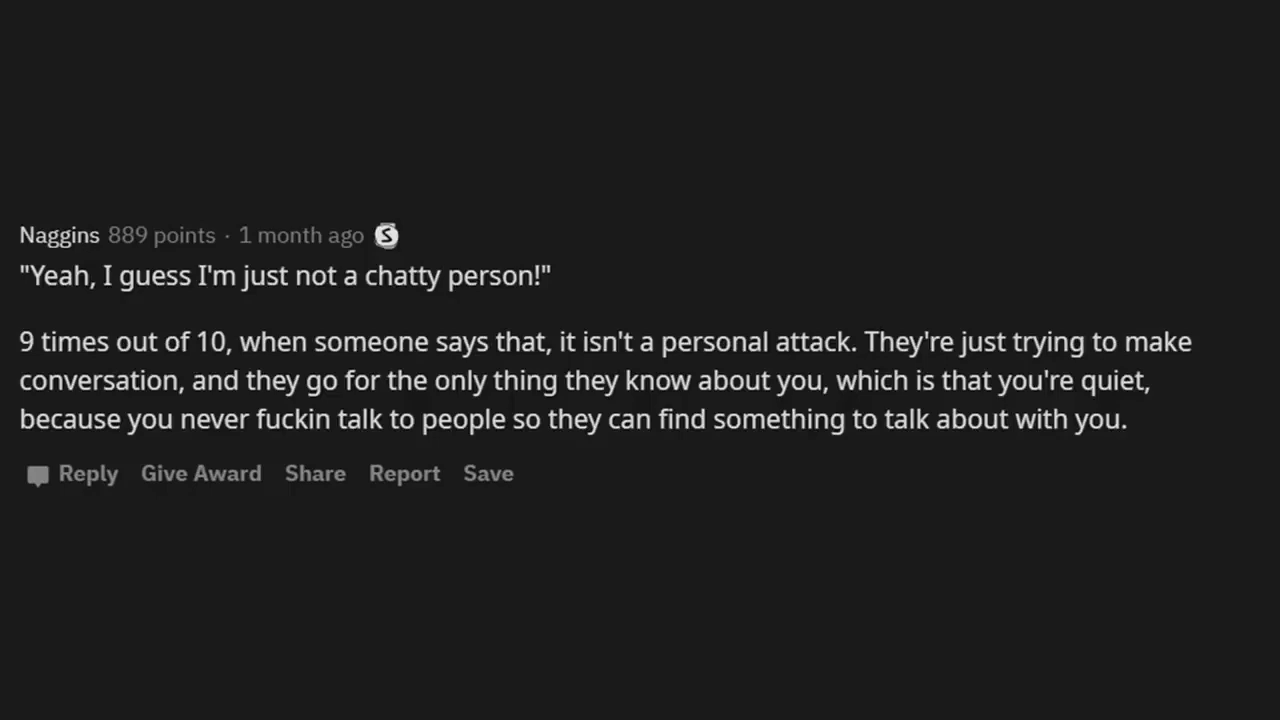 Naggins 889 points · 1 month ago S
"Yeah, I guess I'm just not a chatty person!"
9 times out of 10, when someone says that, it isn't a personal attack. They're just trying to make
conversation, and they go for the only thing they know about you, which is that you're quiet,
because you never fuckin talk to people so they can find something to talk about with you.
Reply Give Award Share Report Save